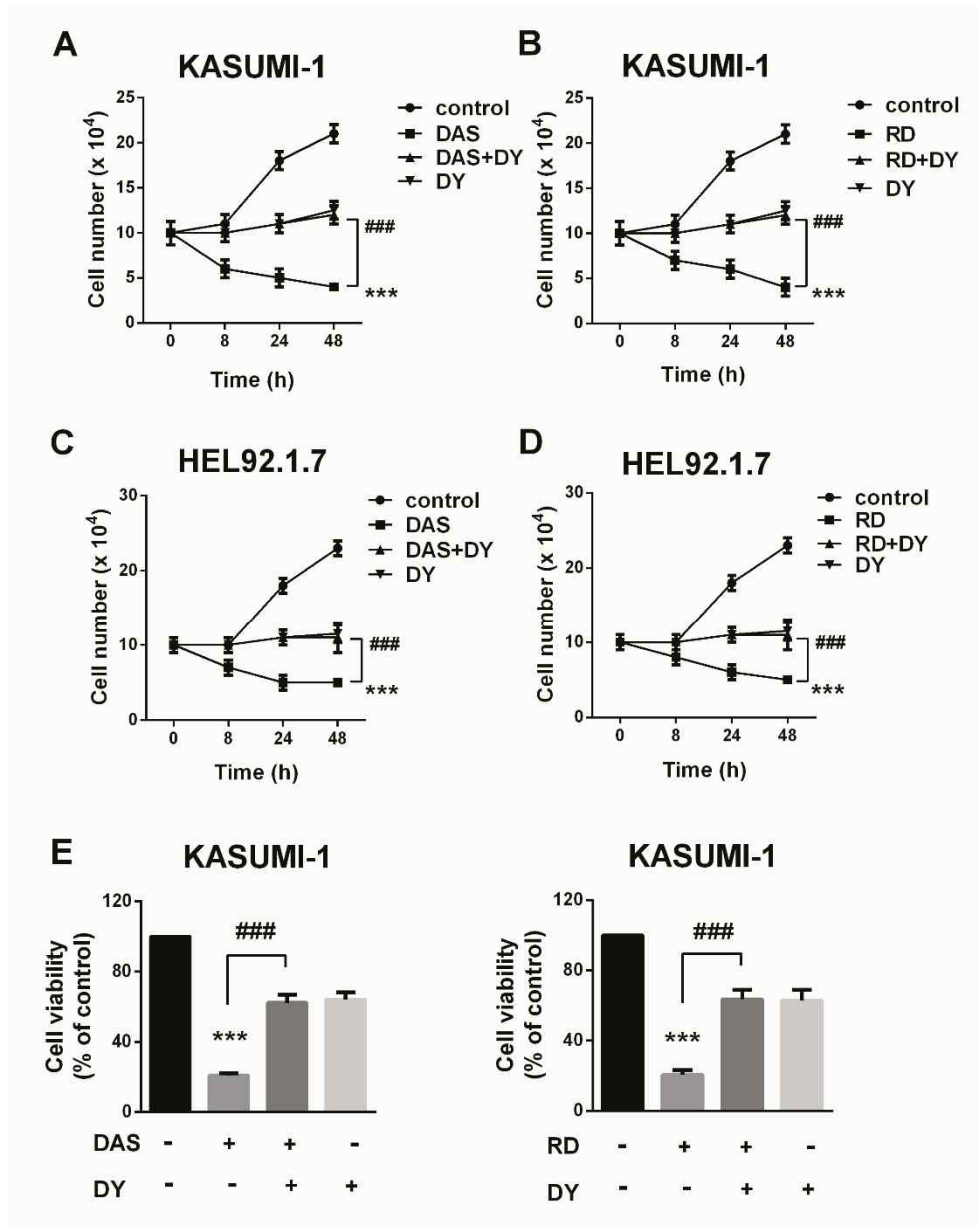 A
KASUMI-1
25
20
15
10
5
0
Cell number (x 10⁴)
0 8 24 48
Time (h)
control
DAS
DAS+DY
DY
###
***
B
KASUMI-1
25
20
15
10
5
0
Cell number (x 10⁴)
0 8 24 48
Time (h)
control
RD
RD+DY
DY
###
***
C
HEL92.1.7
30
20
10
0
Cell number (x 10⁴)
0 8 24 48
Time (h)
control
DAS
DAS+DY
DY
###
***
D
HEL92.1.7
30
20
10
0
Cell number (x 10⁴)
0 8 24 48
Time (h)
control
RD
RD+DY
DY
###
***
E
KASUMI-1
120
80
40
0
Cell viability
(% of control)
###
***
DAS - + + -
DY - - + +
KASUMI-1
120
80
40
0
Cell viability
(% of control)
###
***
RD - + + -
DY - - + +